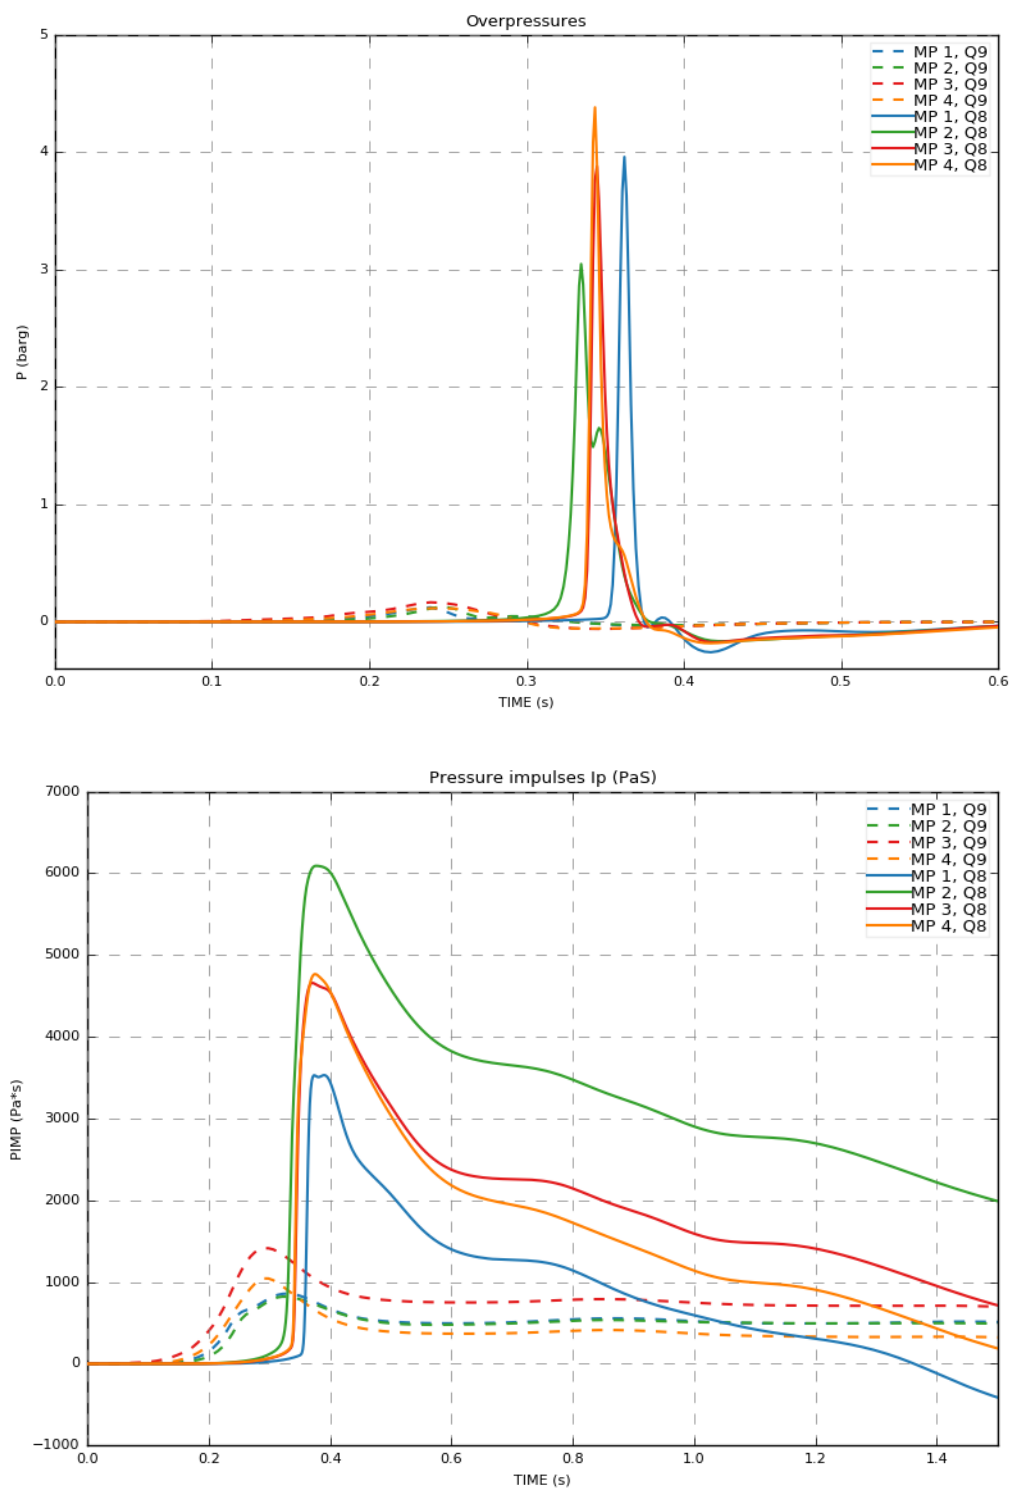 Overpressures
5
4
3
2
1
0
P (barg)
MP 1, Q9
MP 2, Q9
MP 3, Q9
MP 4, Q9
MP 1, Q8
MP 2, Q8
MP 3, Q8
MP 4, Q8
0.0 0.1 0.2 0.3 0.4 0.5 0.6
TIME (s)
Pressure impulses Ip (PaS)
7000
6000
5000
4000
3000
2000
1000
0
−1000
PIMP (Pa*s)
MP 1, Q9
MP 2, Q9
MP 3, Q9
MP 4, Q9
MP 1, Q8
MP 2, Q8
MP 3, Q8
MP 4, Q8
0.0 0.2 0.4 0.6 0.8 1.0 1.2 1.4
TIME (s)